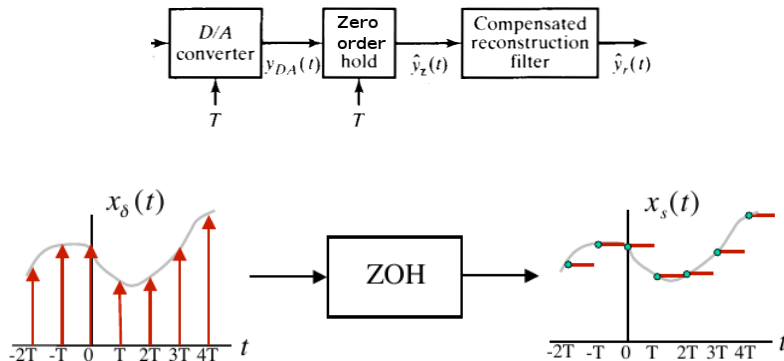 D/A
converter
y_DA(t)
Zero
order
hold
ŷ_z(t)
Compensated
reconstruction
filter
ŷ_r(t)
T
T
x_δ(t)
ZOH
x_s(t)
-2T -T 0 T 2T 3T 4T t
-2T -T 0 T 2T 3T 4T t